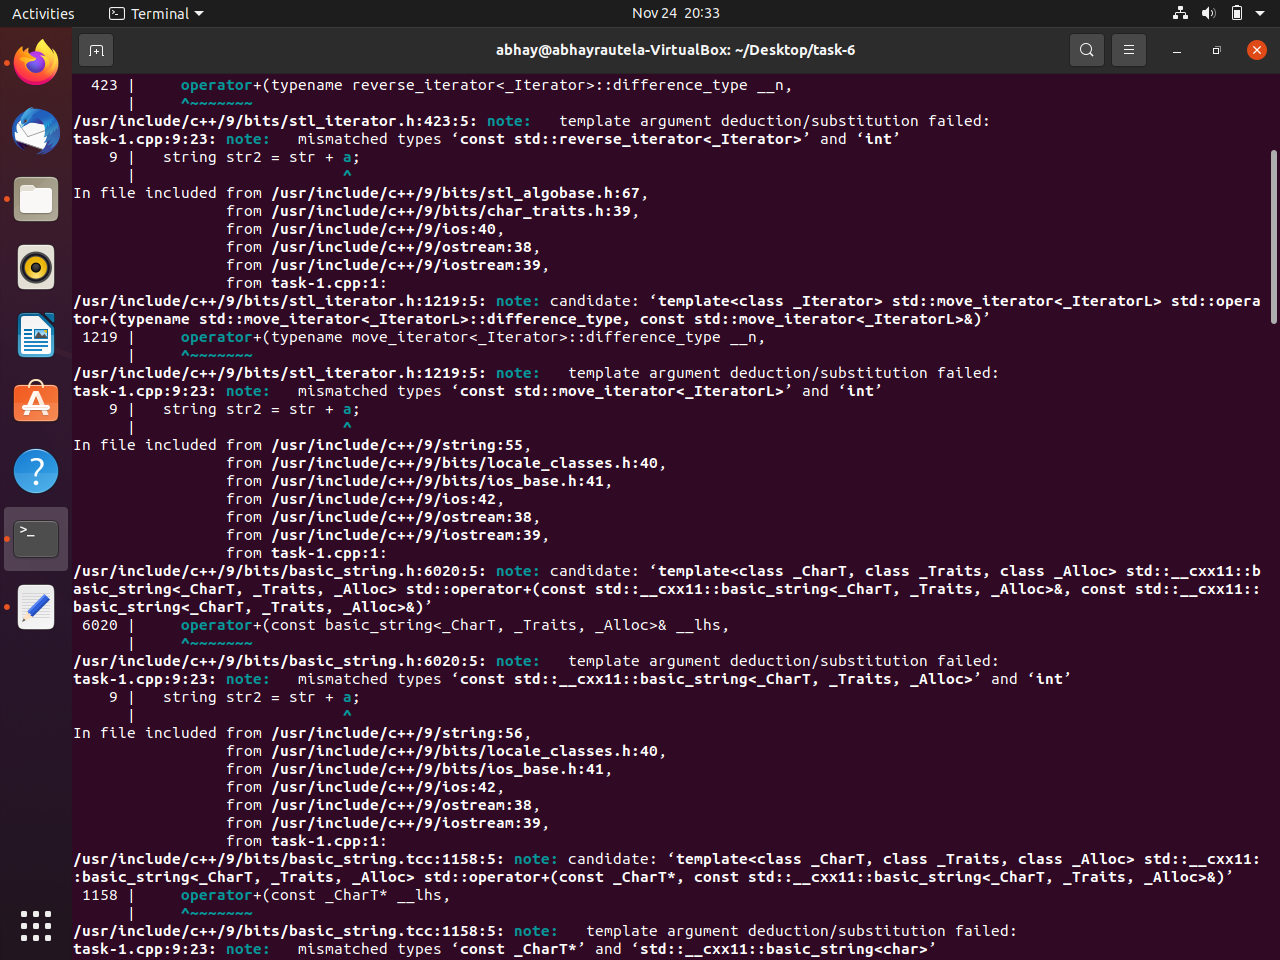 Activities
Terminal
Nov 24 20:33
abhay@abhayrautela-VirtualBox: ~/Desktop/task-6
423 |     operator+(typename reverse_iterator<_Iterator>::difference_type __n,
|     ^~~~~~~~
/usr/include/c++/9/bits/stl_iterator.h:423:5: note:   template argument deduction/substitution failed:
task-1.cpp:9:23: note:   mismatched types ‘const std::reverse_iterator<_Iterator>’ and ‘int’
9 |   string str2 = str + a;
|                       ^
In file included from /usr/include/c++/9/bits/stl_algobase.h:67,
from /usr/include/c++/9/bits/char_traits.h:39,
from /usr/include/c++/9/ios:40,
from /usr/include/c++/9/ostream:38,
from /usr/include/c++/9/iostream:39,
from task-1.cpp:1:
/usr/include/c++/9/bits/stl_iterator.h:1219:5: note: candidate: ‘template<class _Iterator> std::move_iterator<_IteratorL> std::opera
tor+(typename std::move_iterator<_IteratorL>::difference_type, const std::move_iterator<_IteratorL>&)’
1219 |     operator+(typename move_iterator<_Iterator>::difference_type __n,
|     ^~~~~~~~
/usr/include/c++/9/bits/stl_iterator.h:1219:5: note:   template argument deduction/substitution failed:
task-1.cpp:9:23: note:   mismatched types ‘const std::move_iterator<_IteratorL>’ and ‘int’
9 |   string str2 = str + a;
|                       ^
In file included from /usr/include/c++/9/string:55,
from /usr/include/c++/9/bits/locale_classes.h:40,
from /usr/include/c++/9/bits/ios_base.h:41,
from /usr/include/c++/9/ios:42,
from /usr/include/c++/9/ostream:38,
from /usr/include/c++/9/iostream:39,
from task-1.cpp:1:
/usr/include/c++/9/bits/basic_string.h:6020:5: note: candidate: ‘template<class _CharT, class _Traits, class _Alloc> std::__cxx11::b
asic_string<_CharT, _Traits, _Alloc> std::operator+(const std::__cxx11::basic_string<_CharT, _Traits, _Alloc>&, const std::__cxx11::
basic_string<_CharT, _Traits, _Alloc>&)’
6020 |     operator+(const basic_string<_CharT, _Traits, _Alloc>& __lhs,
|     ^~~~~~~~
/usr/include/c++/9/bits/basic_string.h:6020:5: note:   template argument deduction/substitution failed:
task-1.cpp:9:23: note:   mismatched types ‘const std::__cxx11::basic_string<_CharT, _Traits, _Alloc>’ and ‘int’
9 |   string str2 = str + a;
|                       ^
In file included from /usr/include/c++/9/string:56,
from /usr/include/c++/9/bits/locale_classes.h:40,
from /usr/include/c++/9/bits/ios_base.h:41,
from /usr/include/c++/9/ios:42,
from /usr/include/c++/9/ostream:38,
from /usr/include/c++/9/iostream:39,
from task-1.cpp:1:
/usr/include/c++/9/bits/basic_string.tcc:1158:5: note: candidate: ‘template<class _CharT, class _Traits, class _Alloc> std::__cxx11:
:basic_string<_CharT, _Traits, _Alloc> std::operator+(const _CharT*, const std::__cxx11::basic_string<_CharT, _Traits, _Alloc>&)’
1158 |     operator+(const _CharT* __lhs,
|     ^~~~~~~~
/usr/include/c++/9/bits/basic_string.tcc:1158:5: note:   template argument deduction/substitution failed:
task-1.cpp:9:23: note:   mismatched types ‘const _CharT*’ and ‘std::__cxx11::basic_string<char>’